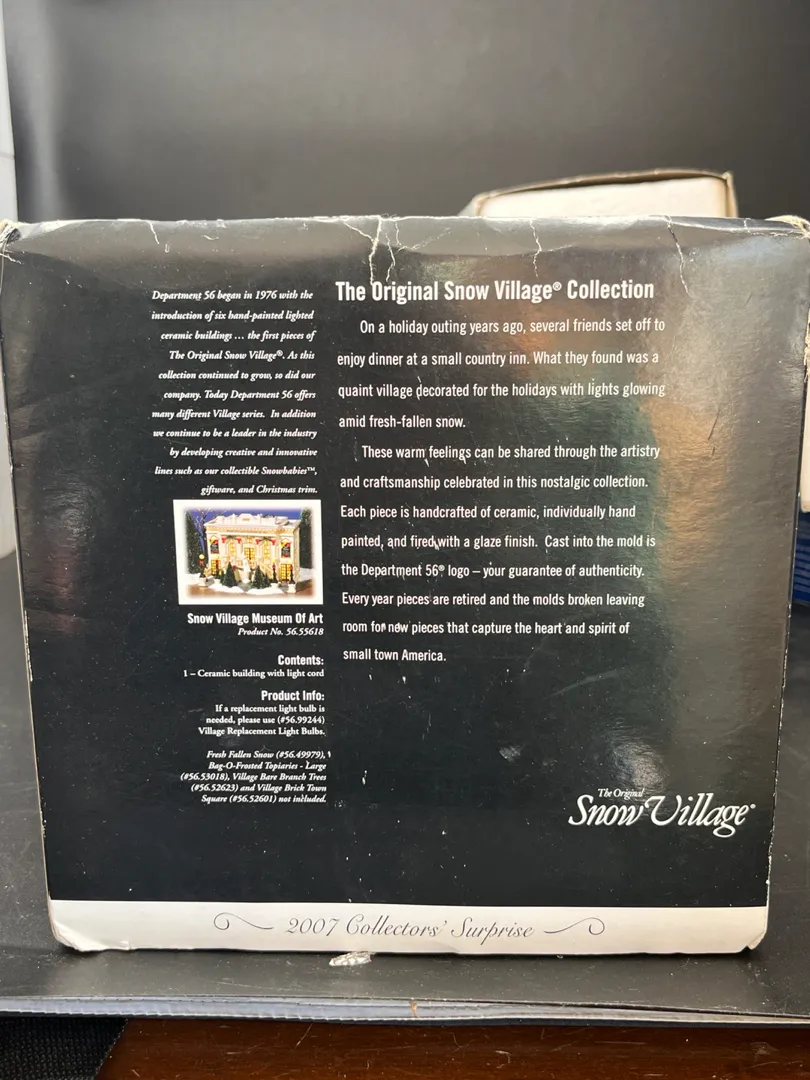 Department 56 began in 1976 with the
introduction of six hand-painted lighted
ceramic buildings ... the first pieces of
The Original Snow Village®. As this
collection continued to grow, so did our
company. Today Department 56 offers
many different Village series. In addition
we continue to be a leader in the industry
by developing creative and innovative
lines such as our collectible Snowbabies™,
giftware, and Christmas trim.
Snow Village Museum Of Art
Product No. 56.55618
Contents:
1 – Ceramic building with light cord
Product Info:
If a replacement light bulb is
needed, please use (#56.99244)
Village Replacement Light Bulbs.
Fresh Fallen Snow (#56.49979),
Bag-O-Frosted Topiaries - Large
(#56.53018), Village Bare Branch Trees
(#56.52623) and Village Brick Town
Square (#56.52601) not included.
The Original Snow Village® Collection
On a holiday outing years ago, several friends set off to
enjoy dinner at a small country inn. What they found was a
quaint village decorated for the holidays with lights glowing
amid fresh-fallen snow.
These warm feelings can be shared through the artistry
and craftsmanship celebrated in this nostalgic collection.
Each piece is handcrafted of ceramic, individually hand
painted, and fired with a glaze finish. Cast into the mold is
the Department 56® logo – your guarantee of authenticity.
Every year pieces are retired and the molds broken leaving
room for new pieces that capture the heart and spirit of
small town America.
The Original
Snow Village®
2007 Collectors' Surprise